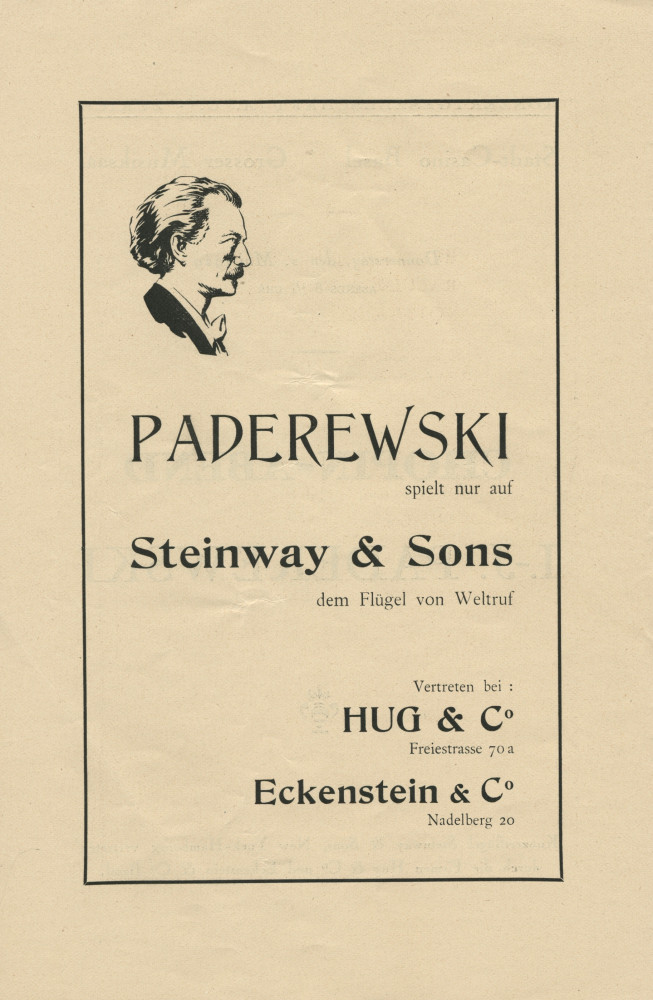 PADEREWSKI
spielt nur auf
Steinway & Sons
dem Flügel von Weltruf
Vertreten bei :
HUG & Cº
Freiestrasse 70 a
Eckenstein & Cº
Nadelberg 20